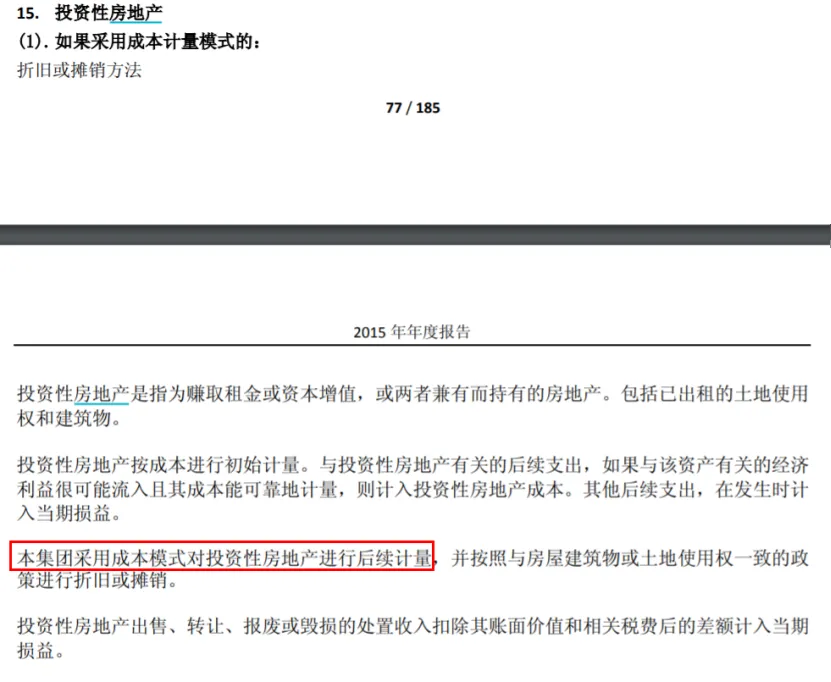 15. 投资性房地产
(1). 如果采用成本计量模式的:
折旧或摊销方法
77 / 185
2015 年年度报告
投资性房地产是指为赚取租金或资本增值，或两者兼有而持有的房地产。包括已出租的土地使用
权和建筑物。
投资性房地产按成本进行初始计量。与投资性房地产有关的后续支出，如果与该资产有关的经济
利益很可能流入且其成本能可靠地计量，则计入投资性房地产成本。其他后续支出，在发生时计
入当期损益。
本集团采用成本模式对投资性房地产进行后续计量，并按照与房屋建筑物或土地使用权一致的政
策进行折旧或摊销。
投资性房地产出售、转让、报废或毁损的处置收入扣除其账面价值和相关税费后的差额计入当期
损益。